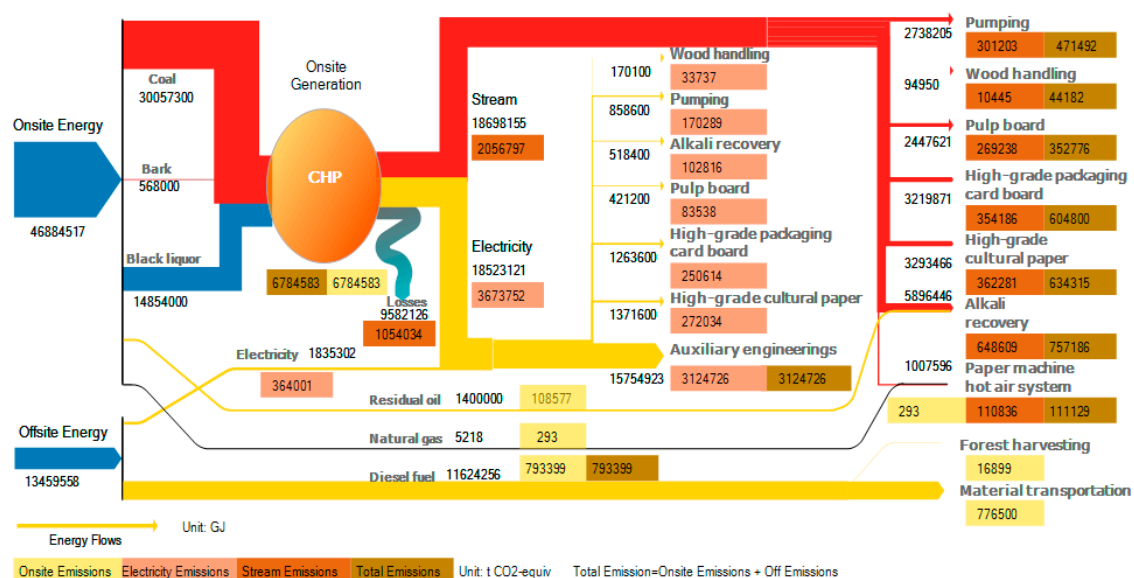 Onsite Energy
46884517
Offsite Energy
13459558
Coal
30057300
Bark
568000
Black liquor
14854000
Onsite
Generation
CHP
6784583
6784583
Losses
9582126
1054034
Electricity
1835302
364001
Residual oil
1400000
108577
Natural gas
5218
293
Diesel fuel
11624256
793399
793399
Stream
18698155
2056797
Electricity
18523121
3673752
170100
Wood handling
33737
858600
Pumping
170289
518400
Alkali recovery
102816
421200
Pulp board
83538
1263600
High-grade packaging
card board
250614
1371600
High-grade cultural paper
272034
15754923
Auxiliary engineerings
3124726
3124726
2738205
Pumping
301203
471492
94950
Wood handling
10445
44182
2447621
Pulp board
269238
352776
3219871
High-grade packaging
card board
354186
604800
3293466
High-grade
cultural paper
362281
634315
5896446
Alkali
recovery
648609
757186
1007596
Paper machine
hot air system
293
110836
111129
Forest harvesting
16899
Material transportation
776500
Unit: GJ
Energy Flows
Onsite Emissions
Electricity Emissions
Stream Emissions
Total Emissions
Unit: t CO2-equiv
Total Emission=Onsite Emissions + Off Emissions